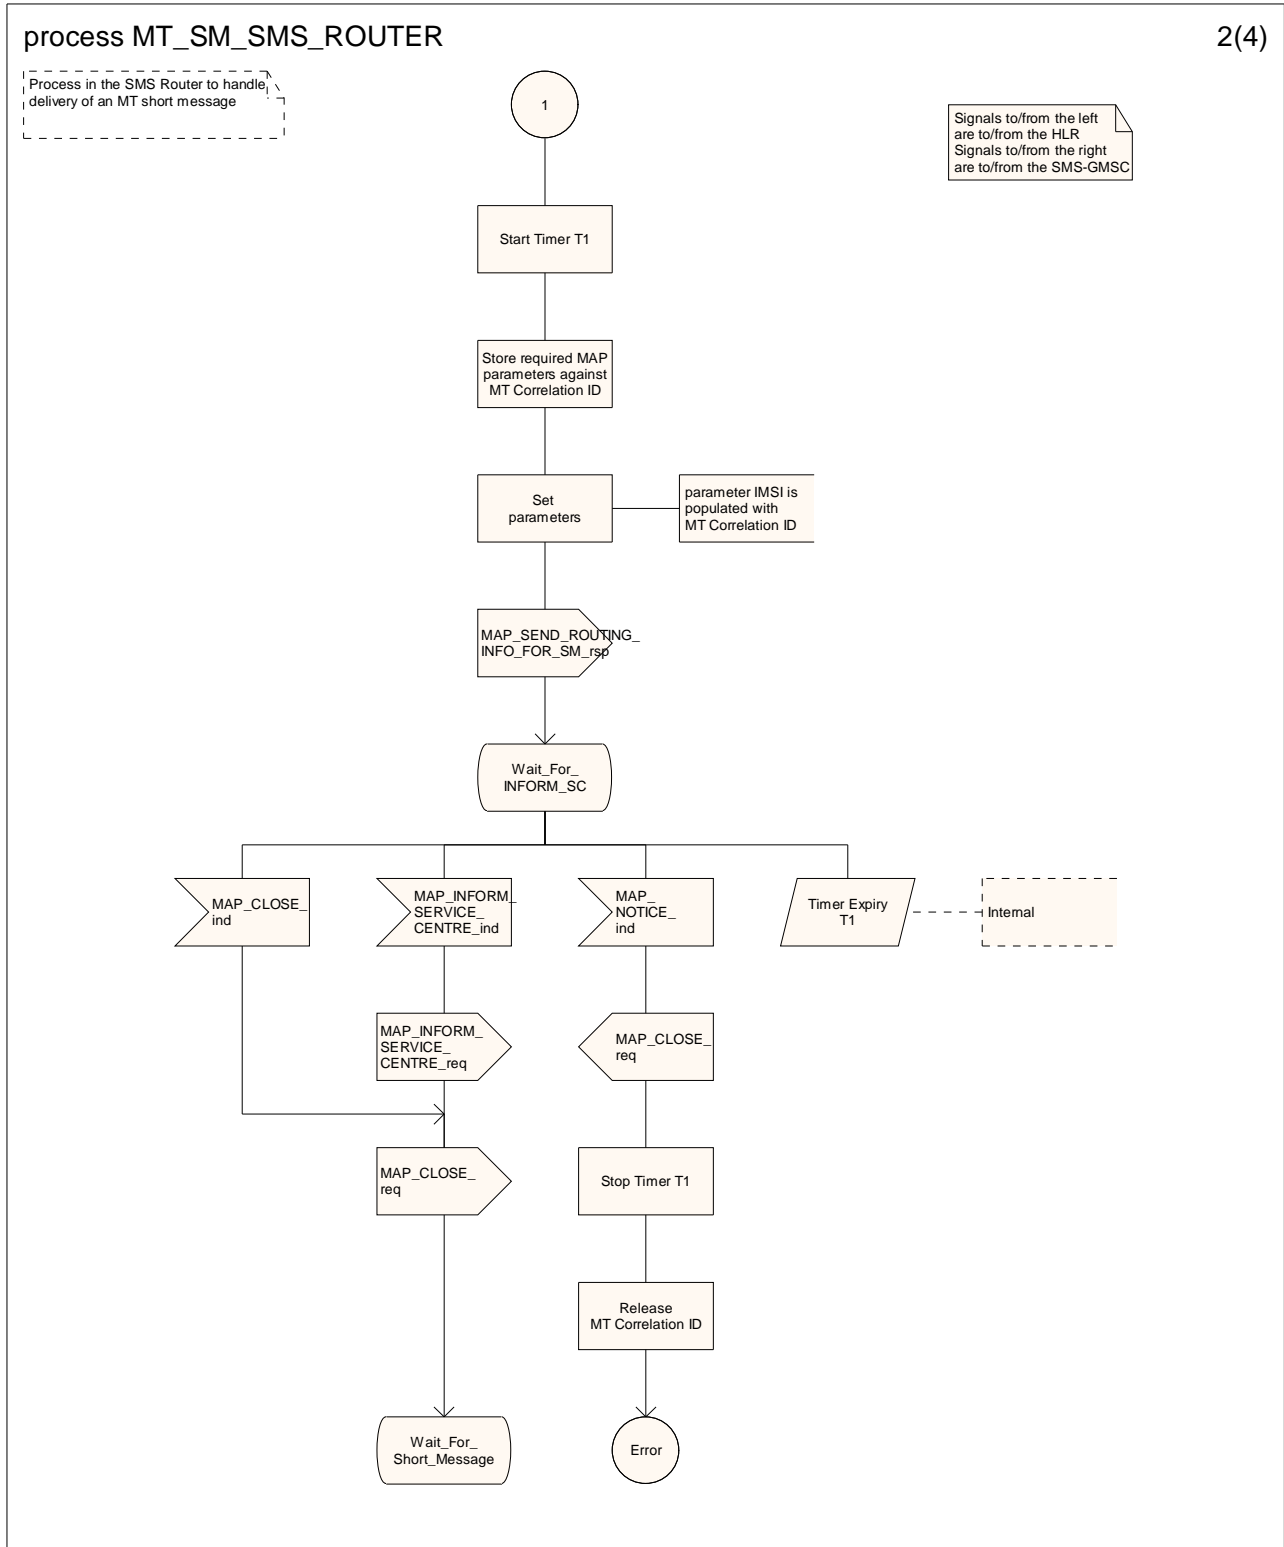 process MT_SM_SMS_ROUTER
2(4)
Process in the SMS Router to handle
delivery of an MT short message
1
Signals to/from the left
are to/from the HLR
Signals to/from the right
are to/from the SMS-GMSC
Start Timer T1
Store required MAP
parameters against
MT Correlation ID
Set
parameters
parameter IMSI is
populated with
MT Correlation ID
MAP_SEND_ROUTING_
INFO_FOR_SM_rsp
Wait_For_
INFORM_SC
MAP_CLOSE_
ind
MAP_INFORM_
SERVICE_
CENTRE_ind
MAP_
NOTICE_
ind
Timer Expiry
T1
Internal
MAP_INFORM_
SERVICE_
CENTRE_req
MAP_CLOSE_
req
MAP_CLOSE_
req
Stop Timer T1
Release
MT Correlation ID
Wait_For_
Short_Message
Error